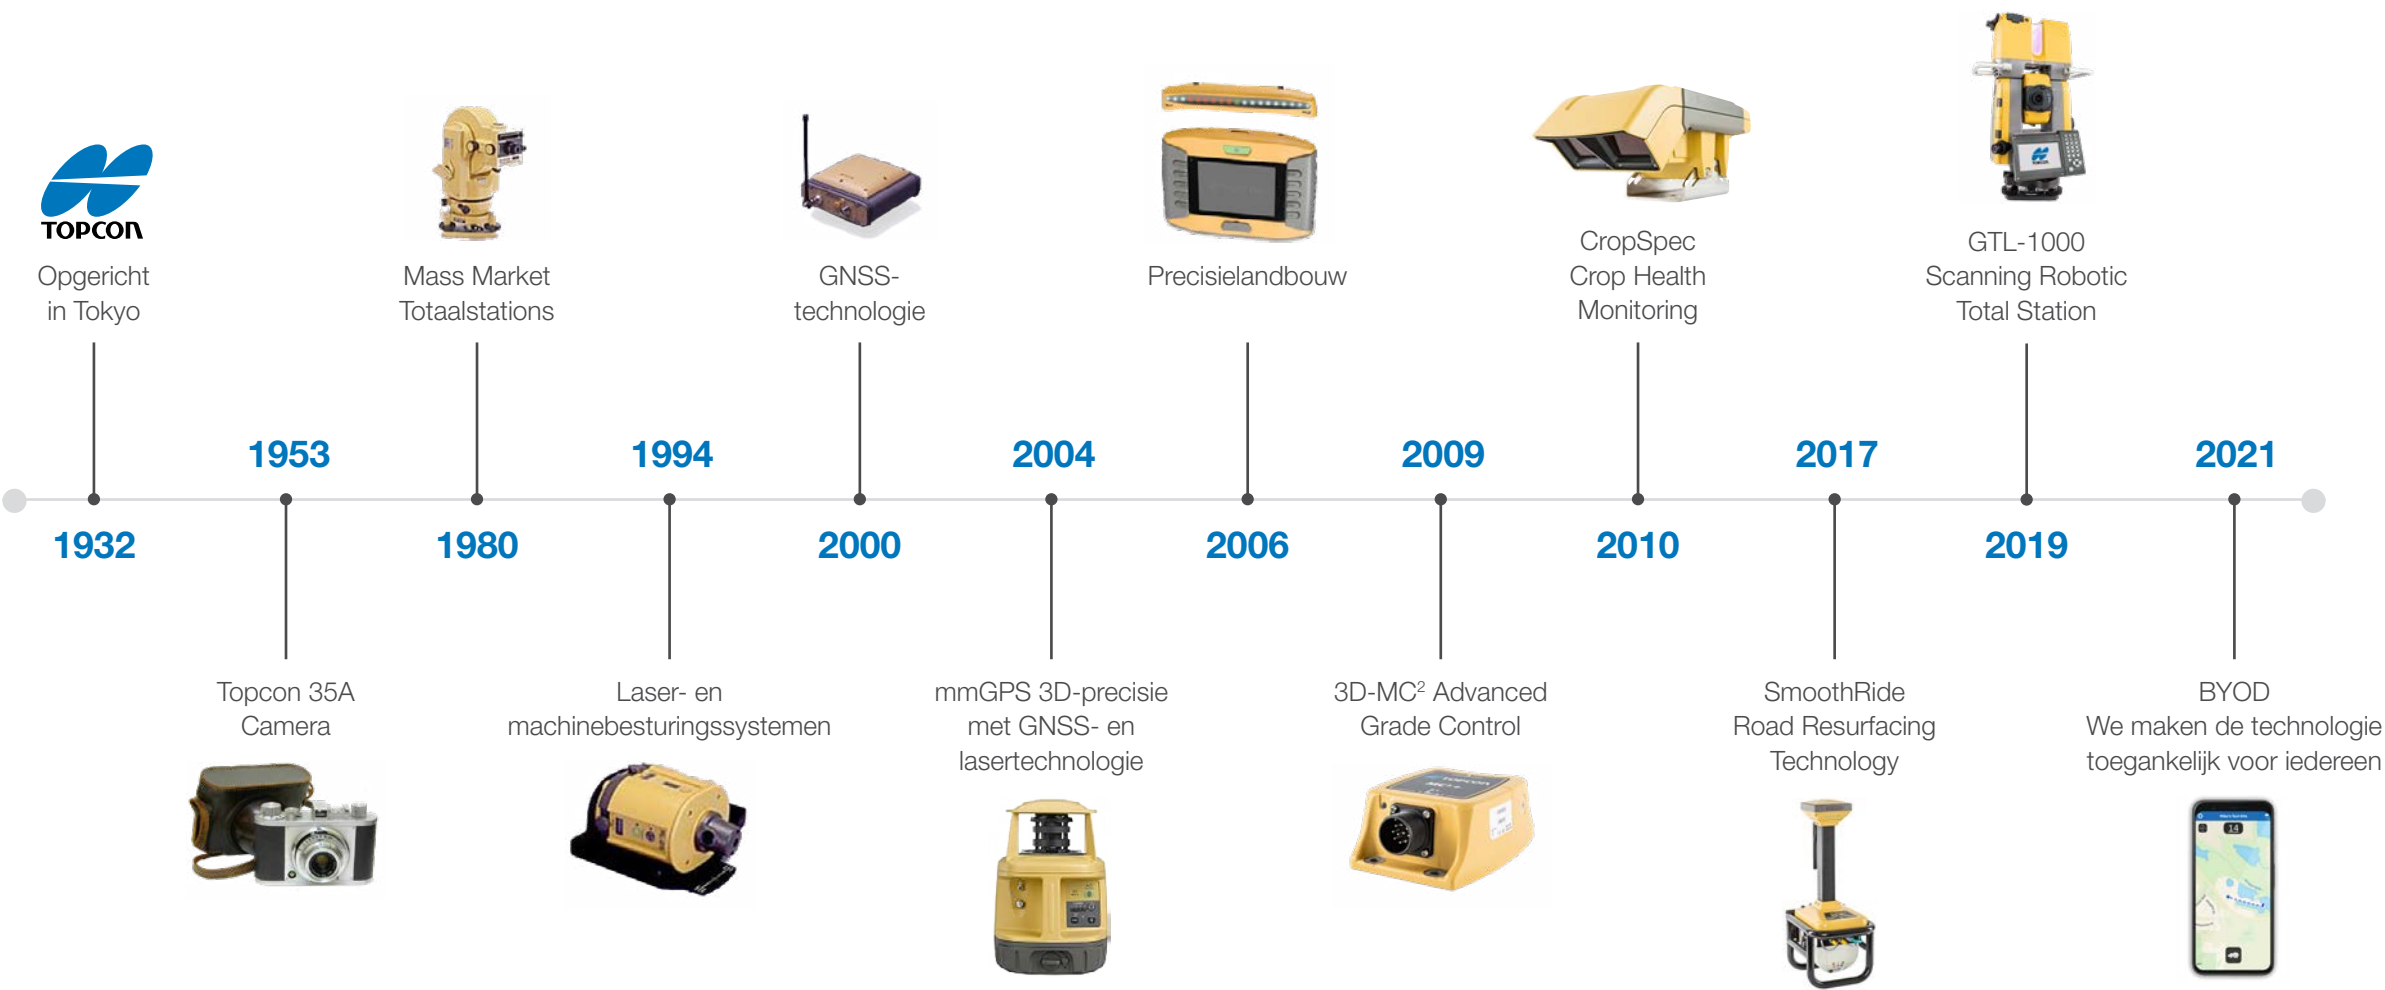 TOPCON
Opgericht
in Tokyo
1932
1953
Topcon 35A
Camera
Mass Market
Totaalstations
1980
1994
Laser- en
machinebesturingssystemen
GNSS-
technologie
2000
2004
mmGPS 3D-precisie
met GNSS- en
lasertechnologie
Precisielandbouw
2006
2009
3D-MC² Advanced
Grade Control
TOPCON
CropSpec
Crop Health
Monitoring
2010
2017
SmoothRide
Road Resurfacing
Technology
TOPCON
GTL-1000
Scanning Robotic
Total Station
2019
2021
BYOD
We maken de technologie
toegankelijk voor iedereen
14